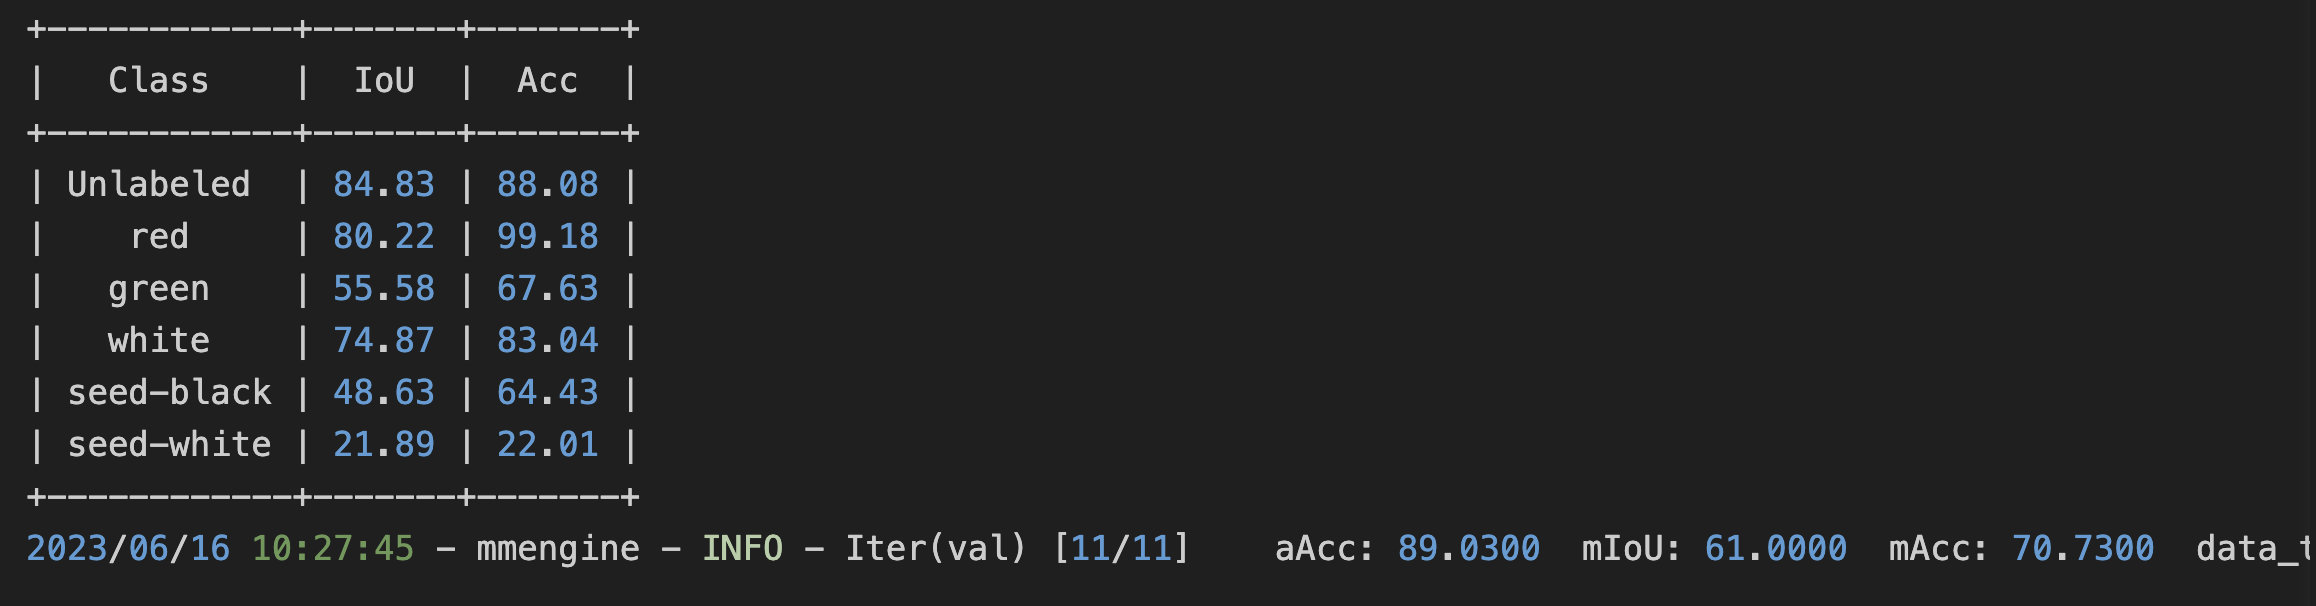 +------------+-------+-------+
|   Class    |  IoU  |  Acc  |
+------------+-------+-------+
| Unlabeled  | 84.83 | 88.08 |
|    red     | 80.22 | 99.18 |
|   green    | 55.58 | 67.63 |
|   white    | 74.87 | 83.04 |
| seed-black | 48.63 | 64.43 |
| seed-white | 21.89 | 22.01 |
+------------+-------+-------+
2023/06/16 10:27:45 - mmengine - INFO - Iter(val) [11/11]    aAcc: 89.0300  mIoU: 61.0000  mAcc: 70.7300  data_t